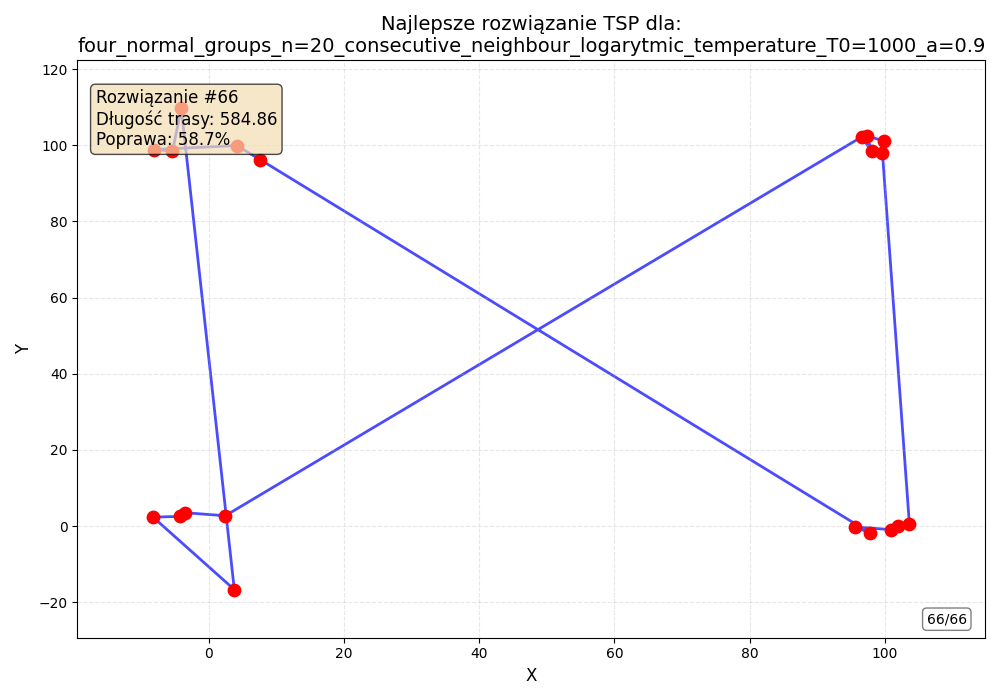 Najlepsze rozwiązanie TSP dla:
four_normal_groups_n=20_consecutive_neighbour_logarytmic_temperature_T0=1000_a=0.9
Rozwiązanie #66
Długość trasy: 584.86
Poprawa: 58.7%
120
100
80
60
40
20
0
−20
Y
66/66
0
20
40
60
80
100
X